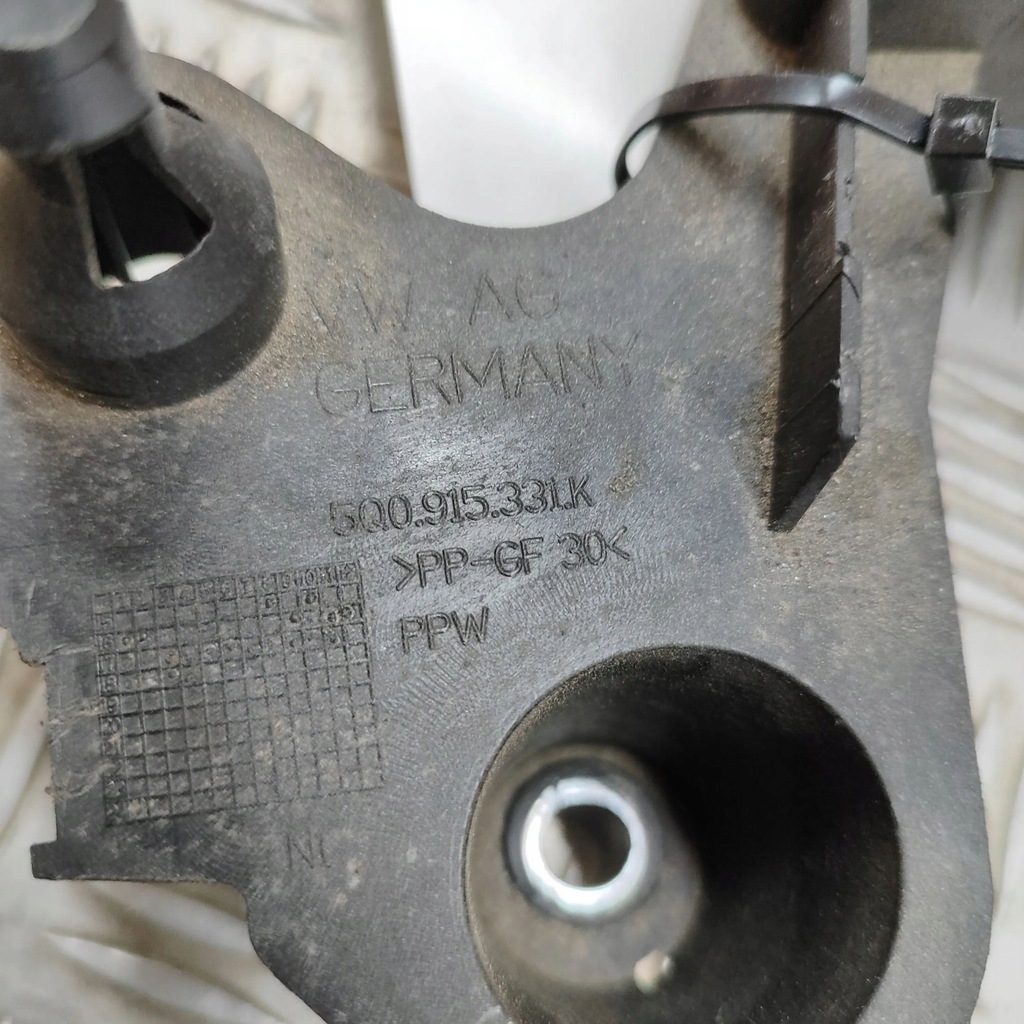 VW AG
GERMANY
5Q0.915.331.K
>PP-GF 30<
PPW